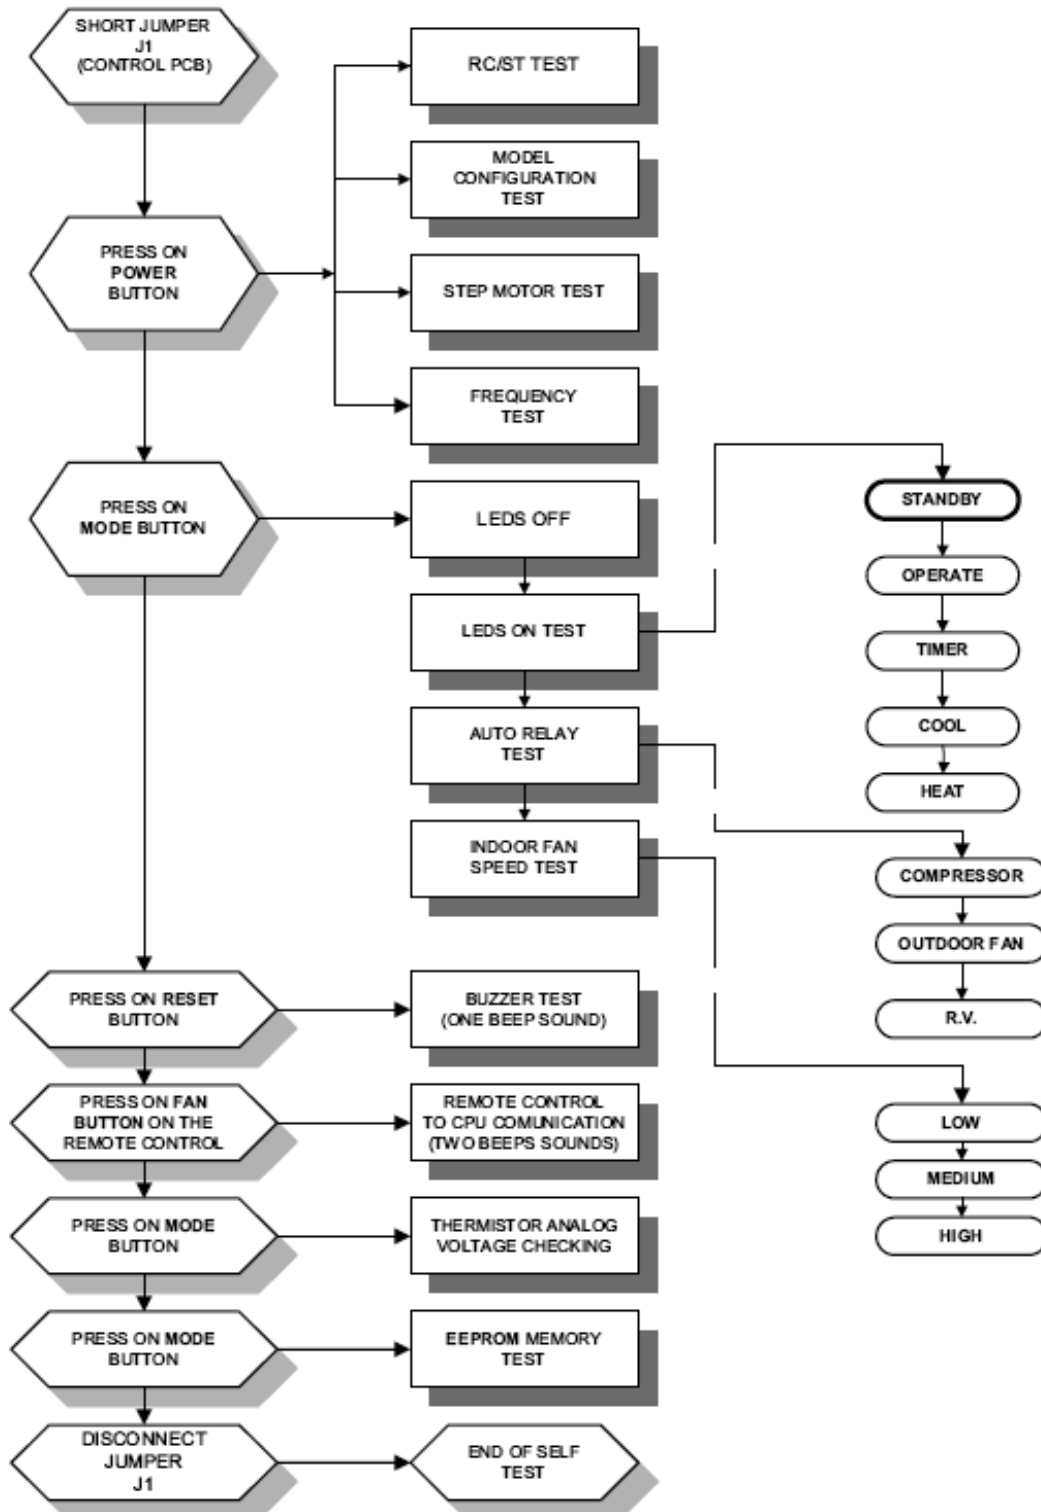 SHORT JUMPER
J1
(CONTROL PCB)
RC/ST TEST
MODEL
CONFIGURATION
TEST
PRESS ON
POWER
BUTTON
STEP MOTOR TEST
FREQUENCY
TEST
PRESS ON
MODE BUTTON
LEDS OFF
STANDBY
OPERATE
LEDS ON TEST
TIMER
AUTO RELAY
TEST
COOL
HEAT
INDOOR FAN
SPEED TEST
COMPRESSOR
OUTDOOR FAN
R.V.
PRESS ON RESET
BUTTON
BUZZER TEST
(ONE BEEP SOUND)
PRESS ON FAN
BUTTON ON THE
REMOTE CONTROL
REMOTE CONTROL
TO CPU COMUNICATION
(TWO BEEPS SOUNDS)
LOW
MEDIUM
HIGH
PRESS ON MODE
BUTTON
THERMISTOR ANALOG
VOLTAGE CHECKING
PRESS ON MODE
BUTTON
EEPROM MEMORY
TEST
DISCONNECT
JUMPER
J1
END OF SELF
TEST